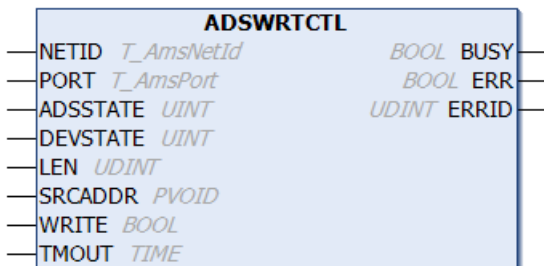 ADSWRTCTL
NETID T_AmsNetId BOOL BUSY
PORT T_AmsPort BOOL ERR
ADSSTATE UINT UDINT ERRID
DEVSTATE UINT
LEN UDINT
SRCADDR PVOID
WRITE BOOL
TMOUT TIME